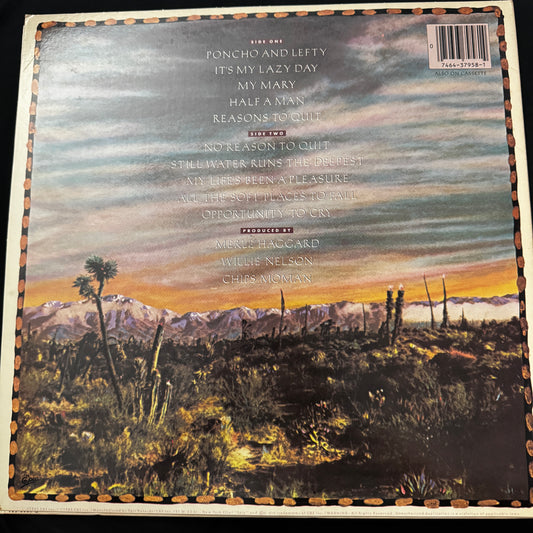 SIDE ONE
PONCHO AND LEFTY
IT'S MY LAZY DAY
MY MARY
HALF A MAN
REASONS TO QUIT
SIDE TWO
NO REASON TO QUIT
STILL WATER RUNS THE DEEPEST
MY LIFE'S BEEN A PLEASURE
ALL THE SOFT PLACES TO FALL
OPPORTUNITY TO CRY
PRODUCED BY
MERLE HAGGARD
WILLIE NELSON
CHIPS MOMAN
0
7464-37958-1
ALSO ON CASSETTE